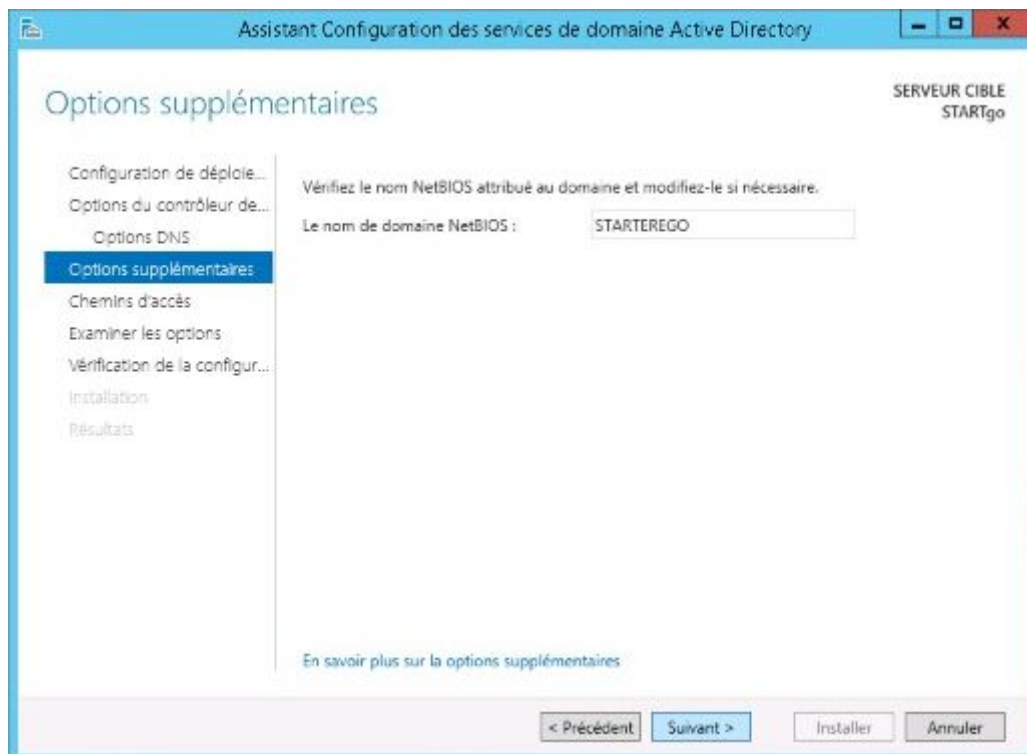 Assistant Configuration des services de domaine Active Directory
Options supplémentaires
SERVEUR CIBLE
STARTgo
Configuration de déploie...
Options du contrôleur de...
Options DNS
Options supplémentaires
Chemins d'accès
Examiner les options
Vérification de la configur...
Installation
Résultats
Vérifiez le nom NetBIOS attribué au domaine et modifiez-le si nécessaire.
Le nom de domaine NetBIOS : STARTEREGO
En savoir plus sur la options supplémentaires
< Précédent Suivant > Installer Annuler